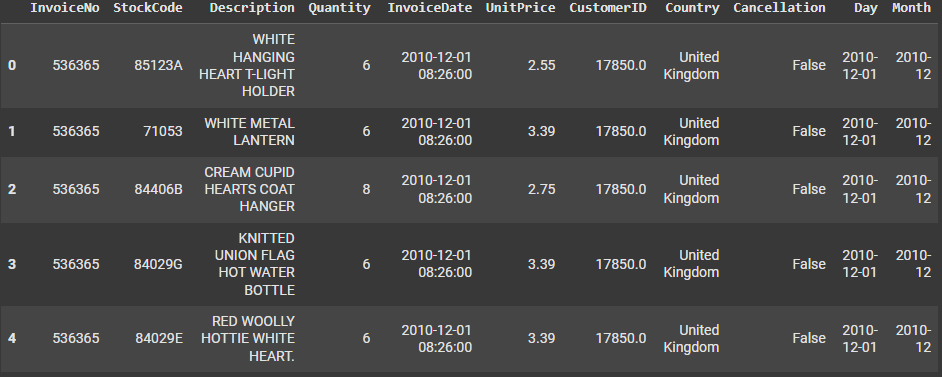 InvoiceNo StockCode Description Quantity InvoiceDate UnitPrice CustomerID Country Cancellation Day Month
0 536365 85123A WHITE HANGING HEART T-LIGHT HOLDER 6 2010-12-01 08:26:00 2.55 17850.0 United Kingdom False 2010-12-01 2010-12
1 536365 71053 WHITE METAL LANTERN 6 2010-12-01 08:26:00 3.39 17850.0 United Kingdom False 2010-12-01 2010-12
2 536365 84406B CREAM CUPID HEARTS COAT HANGER 8 2010-12-01 08:26:00 2.75 17850.0 United Kingdom False 2010-12-01 2010-12
3 536365 84029G KNITTED UNION FLAG HOT WATER BOTTLE 6 2010-12-01 08:26:00 3.39 17850.0 United Kingdom False 2010-12-01 2010-12
4 536365 84029E RED WOOLLY HOTTIE WHITE HEART. 6 2010-12-01 08:26:00 3.39 17850.0 United Kingdom False 2010-12-01 2010-12